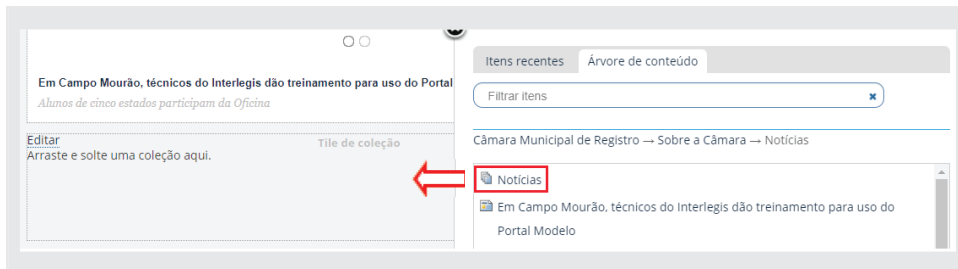 Em Campo Mourão, técnicos do Interlegis dão treinamento para uso do Portal
Alunos de cinco estados participam da Oficina
Editar
Tile de coleção
Arraste e solte uma coleção aqui.
Itens recentes
Árvore de conteúdo
Filtrar itens
Câmara Municipal de Registro → Sobre a Câmara → Notícias
Notícias
Em Campo Mourão, técnicos do Interlegis dão treinamento para uso do
Portal Modelo